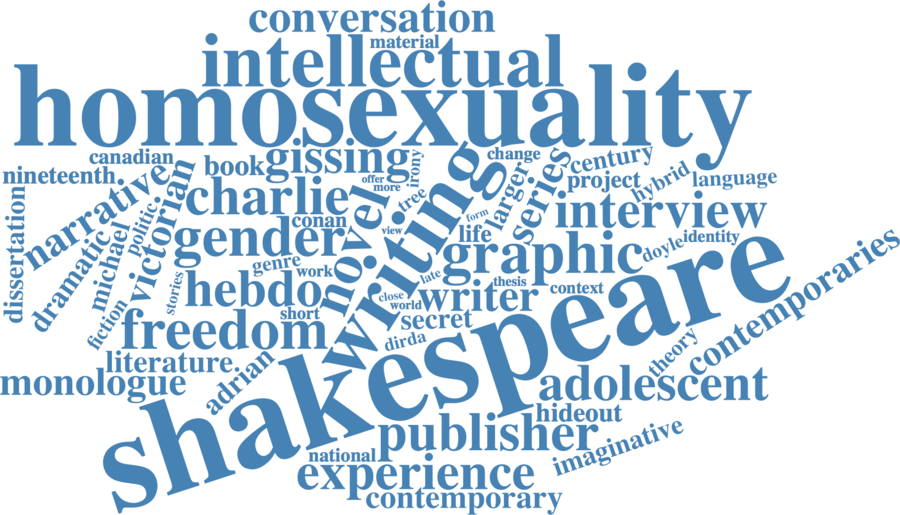 conversation
material
intellectual
homosexuality
canadian
nineteenth
book
gissing
irony
offer
more
change
century
project
hybrid
language
dissertation
narrative
dramatic
michael
politic
victorian
charlie
conan
gender
genre
work
stories
hebdo
short
fiction
freedom
novel
tree
view
writing
form
larger
series
life
interview
graphic
doyle
identity
late
thesis
context
close
world
writer
secret
dirda
literature
monologue
adrian
shakespeare
theory
contemporaries
adolescent
hideout
publisher
imaginative
national
experience
contemporary